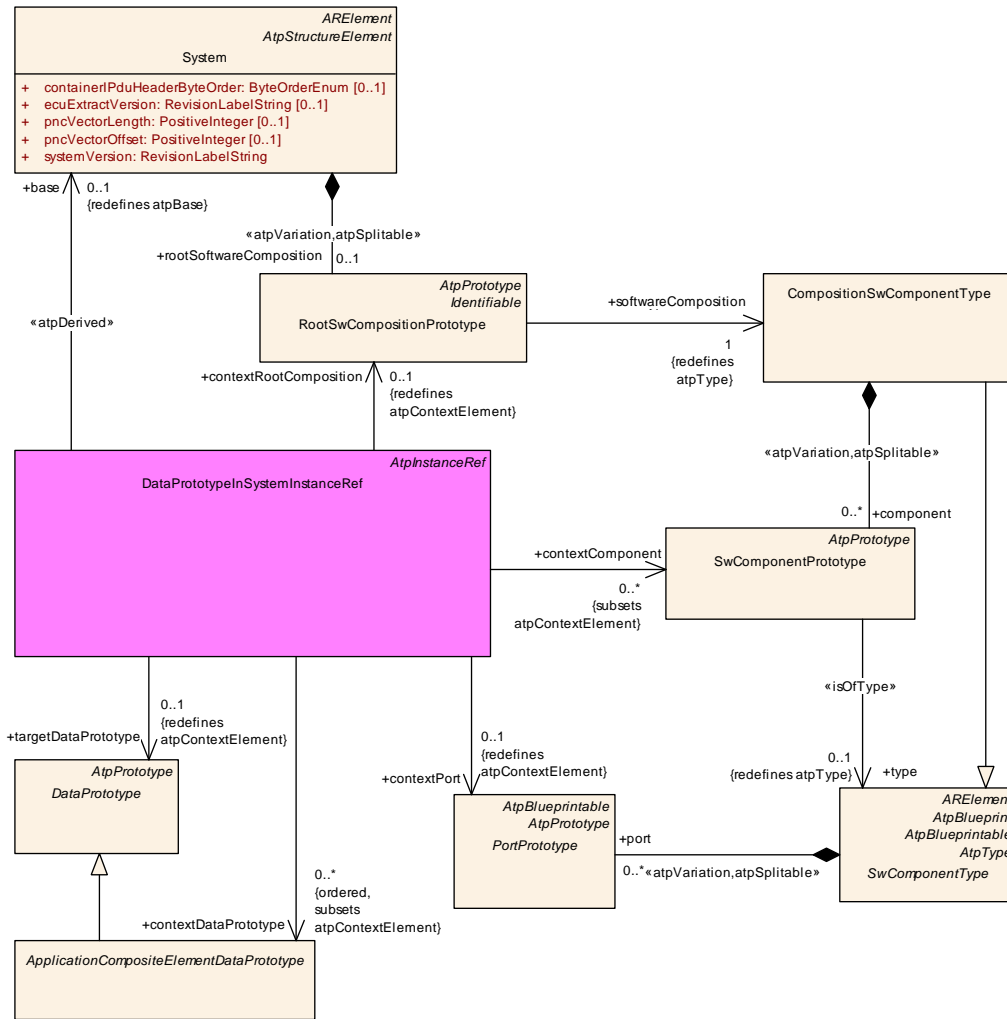 ARElement
AtpStructureElement
System
+ containerIPduHeaderByteOrder: ByteOrderEnum [0..1]
+ ecuExtractVersion: RevisionLabelString [0..1]
+ pncVectorLength: PositiveInteger [0..1]
+ pncVectorOffset: PositiveInteger [0..1]
+ systemVersion: RevisionLabelString
+base
0..1
{redefines atpBase}
«atpVariation,atpSplitable»
+rootSoftwareComposition
0..1
AtpPrototype
Identifiable
RootSwCompositionPrototype
+softwareComposition
1
{redefines
atpType}
CompositionSwComponentType
«atpDerived»
+contextRootComposition
0..1
{redefines
atpContextElement}
«atpVariation,atpSplitable»
0..*
+component
AtpInstanceRef
DataPrototypeInSystemInstanceRef
+contextComponent
0..*
{subsets
atpContextElement}
AtpPrototype
SwComponentPrototype
«isOfType»
0..1
{redefines atpType}
+type
+targetDataPrototype
0..1
{redefines
atpContextElement}
+contextPort
0..1
{redefines
atpContextElement}
AtpPrototype
DataPrototype
AtpBlueprintable
AtpPrototype
PortPrototype
+port
0..*
«atpVariation,atpSplitable»
ARElement
AtpBlueprint
AtpBlueprintable
AtpType
SwComponentType
+contextDataPrototype
0..*
{ordered,
subsets
atpContextElement}
ApplicationCompositeElementDataPrototype